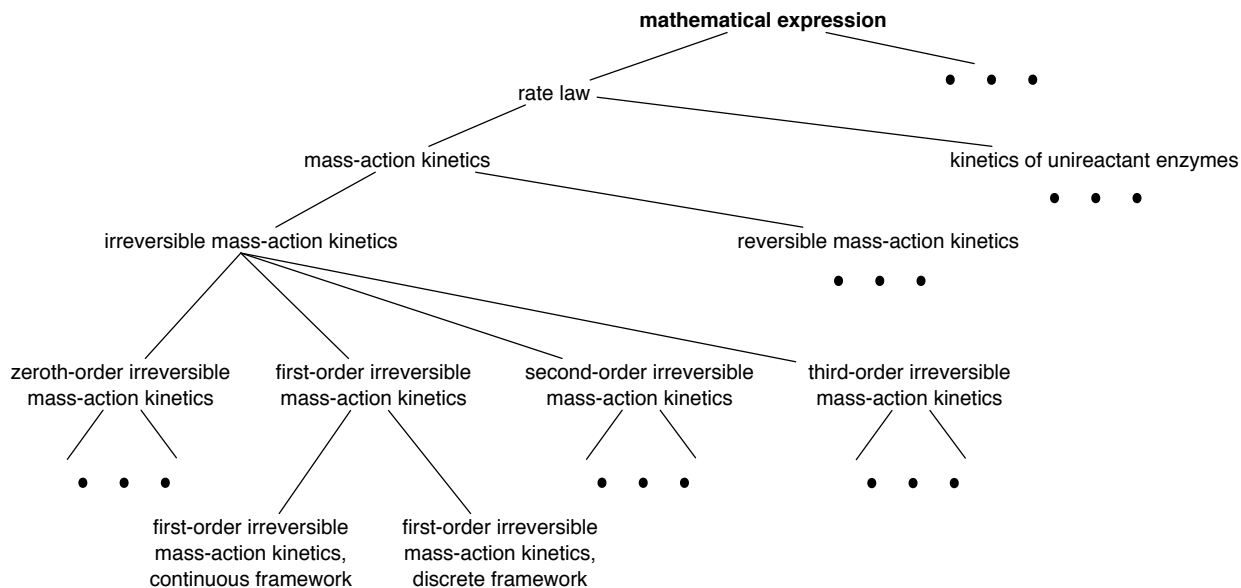 mathematical expression
• • •
rate law
mass-action kinetics
kinetics of unireactant enzymes
• • •
irreversible mass-action kinetics
reversible mass-action kinetics
• • •
zeroth-order irreversible
mass-action kinetics
first-order irreversible
mass-action kinetics
second-order irreversible
mass-action kinetics
third-order irreversible
mass-action kinetics
• • •
• • •
• • •
first-order irreversible
mass-action kinetics,
continuous framework
first-order irreversible
mass-action kinetics,
discrete framework